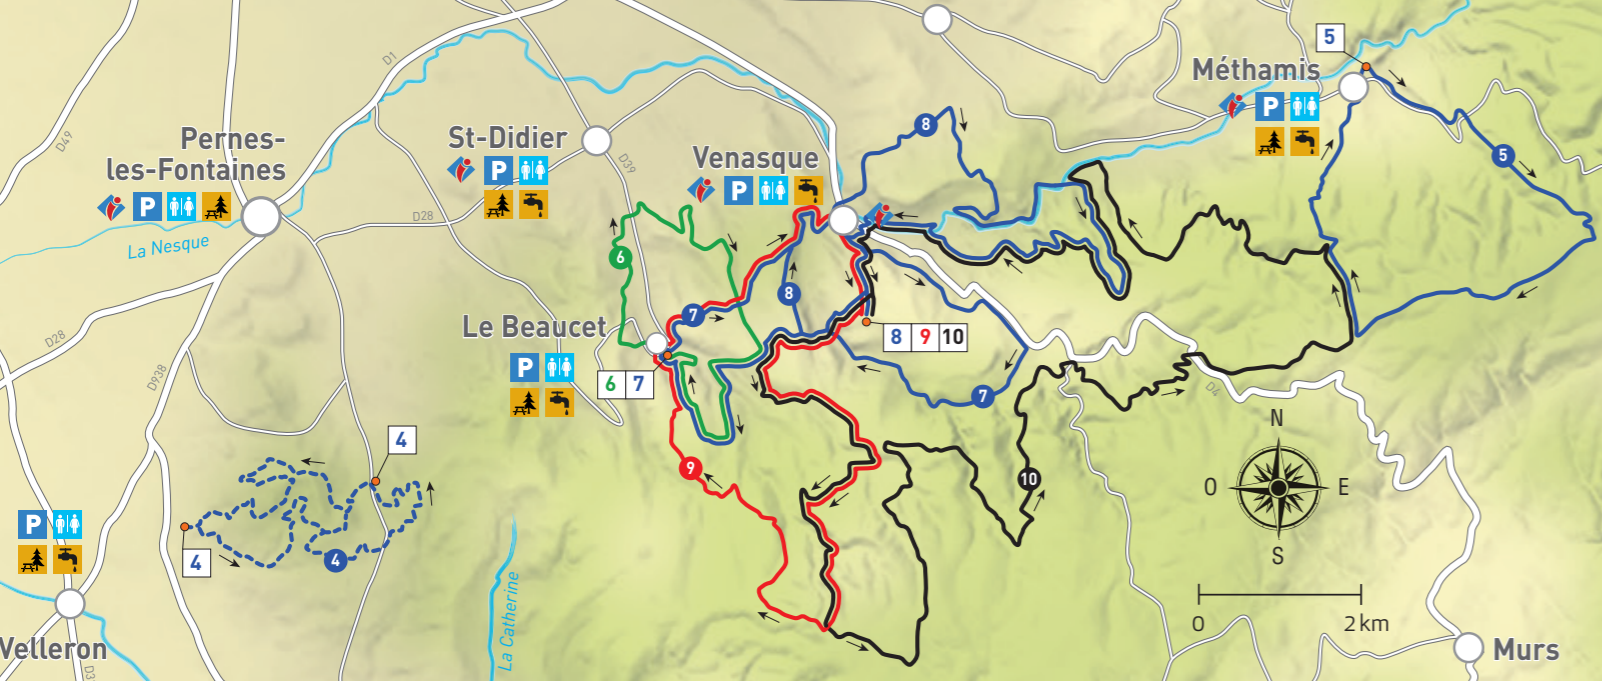 5
D1
Méthamis
P
8
Pernes-
les-Fontaines
P
St-Didier
P
D49
D39
Venasque
P
5
D28
La Nesque
6
8
7
Le Beaucet
P
8 9 10
D28
D938
6 7
7
D4
4
9
10
N
O E
S
P
4
4
La Catherine
0 2 km
Velleron
D3
Murs